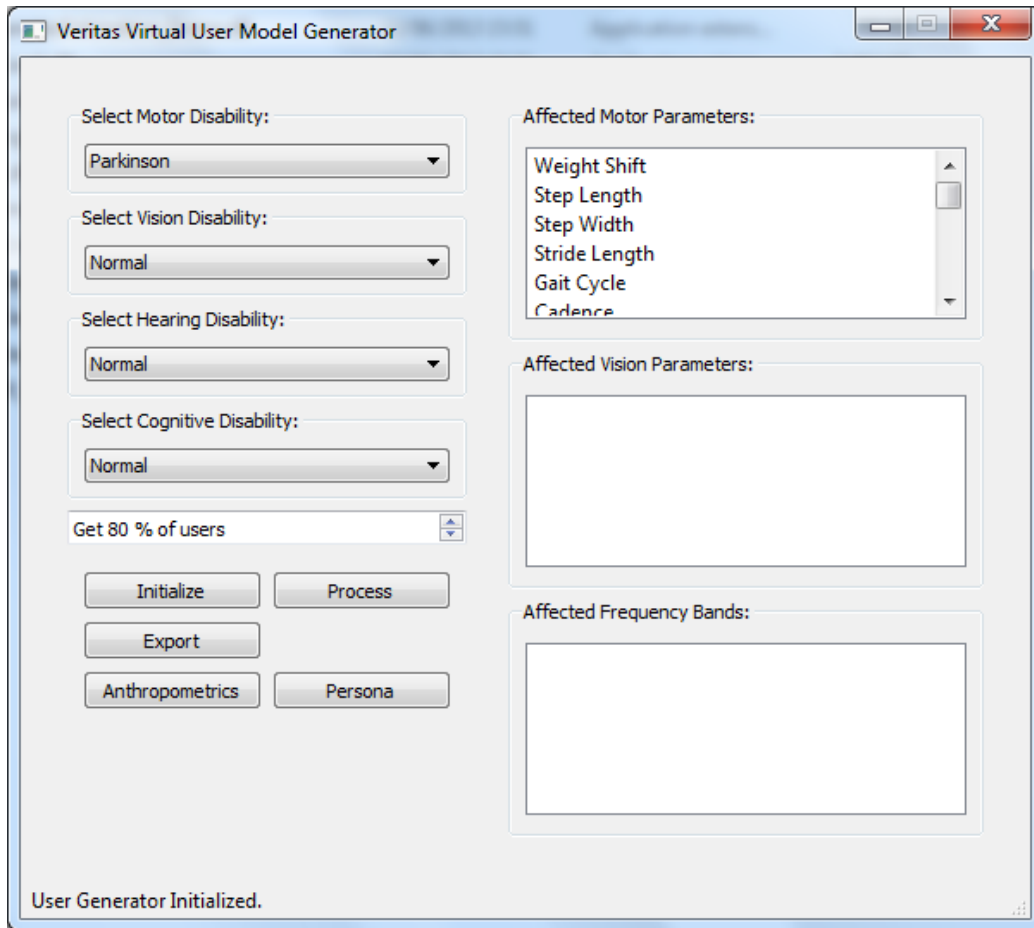 Veritas Virtual User Model Generator
Select Motor Disability:
Parkinson
Select Vision Disability:
Normal
Select Hearing Disability:
Normal
Select Cognitive Disability:
Normal
Get 80 % of users
Initialize
Process
Export
Anthropometrics
Persona
Affected Motor Parameters:
Weight Shift
Step Length
Step Width
Stride Length
Gait Cycle
Cadence
Affected Vision Parameters:
Affected Frequency Bands:
User Generator Initialized.